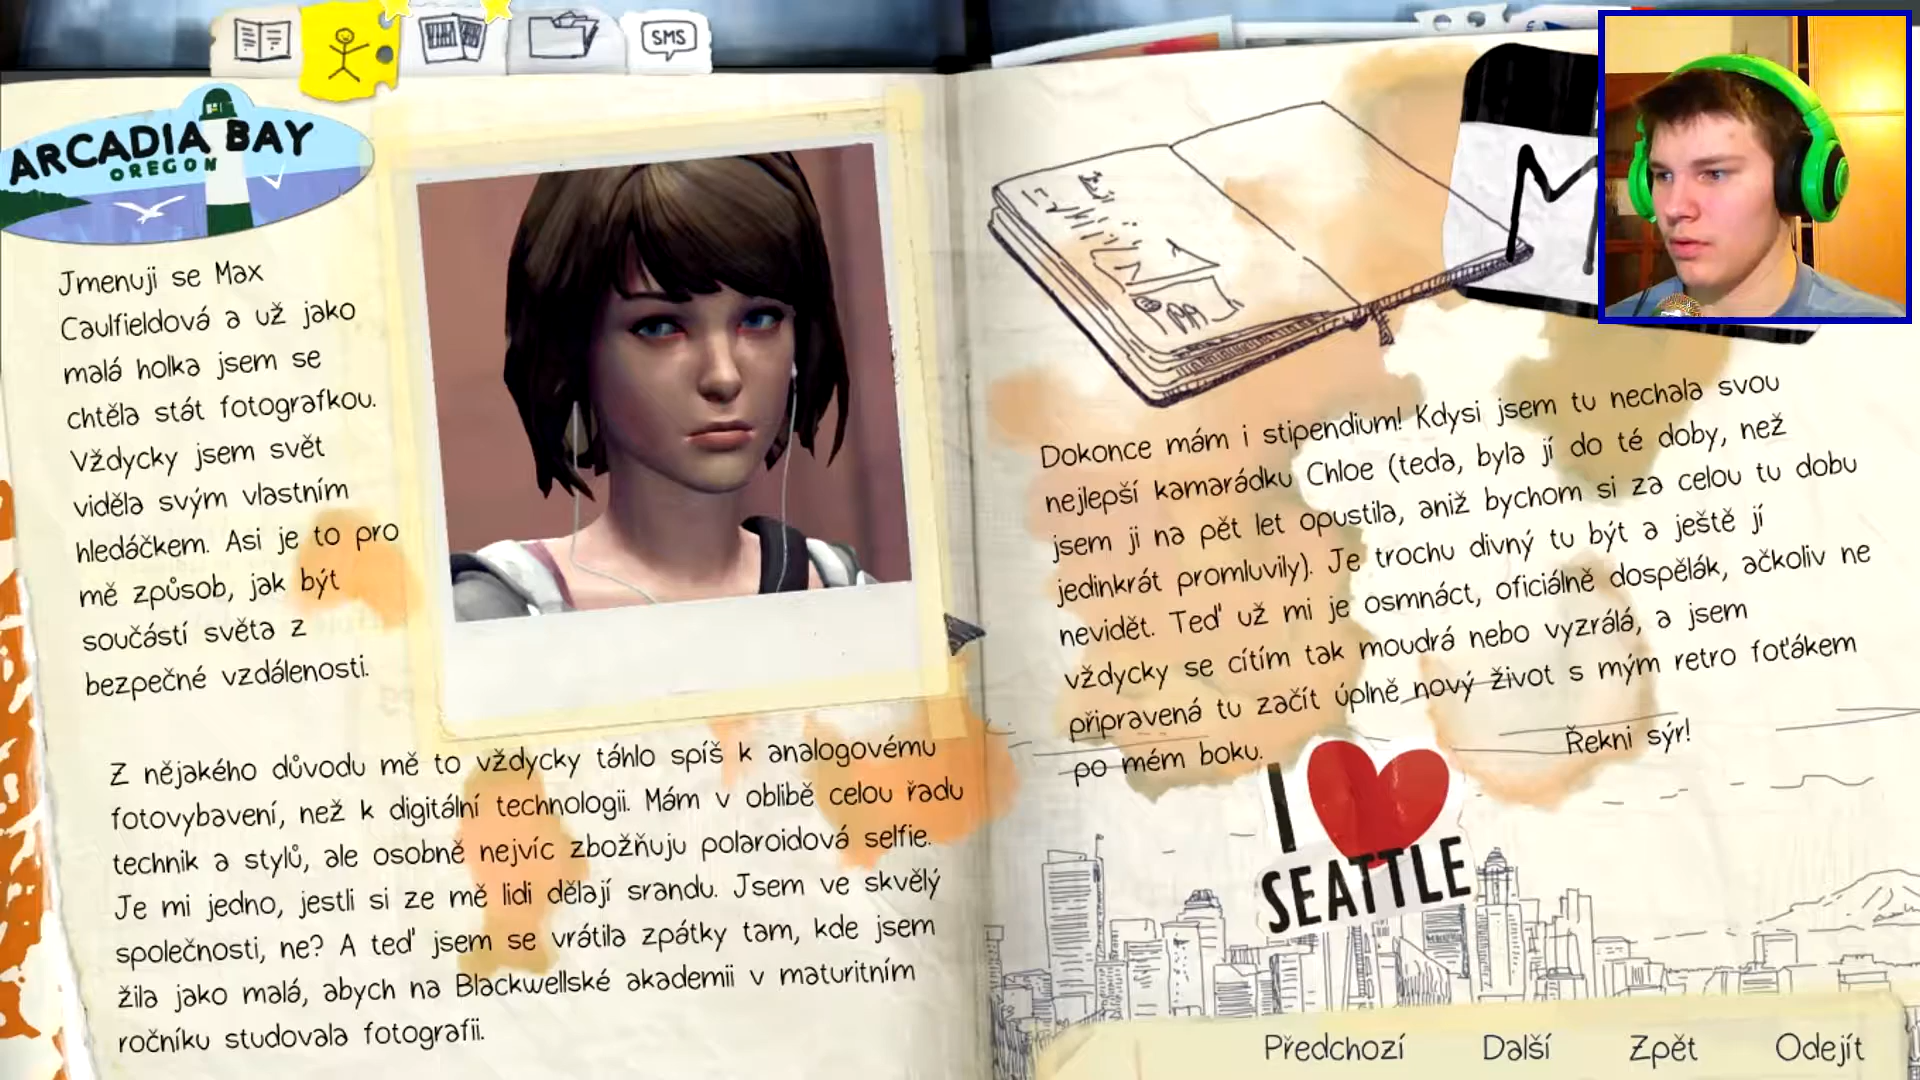 SMS
ARCADIA BAY
OREGON
Jmenuji se Max
Caulfieldová a už jako
malá holka jsem se
chtěla stát fotografkou.
Vždycky jsem svět
viděla svým vlastním
hledáčkem. Asi je to pro
mě způsob, jak být
součástí světa z
bezpečné vzdálenosti.
Z nějakého důvodu mě to vždycky táhlo spíš k analogovému
fotovybavení, než k digitální technologii. Mám v oblibě celou řadu
technik a stylů, ale osobně nejvíc zbožňuju polaroidová selfie.
Je mi jedno, jestli si ze mě lidi dělají srandu. Jsem ve skvělý
společnosti, ne? A teď jsem se vrátila zpátky tam, kde jsem
žila jako malá, abych na Blackwellské akademii v maturitním
ročníku studovala fotografii.
M
Dokonce mám i stipendium! Kdysi jsem tu nechala svou
nejlepší kamarádku Chloe (teda, byla jí do té doby, než
jsem ji na pět let opustila, aniž bychom si za celou tu dobu
jedinkrát promluvily). Je trochu divný tu být a ještě jí
nevidět. Teď už mi je osmnáct, oficiálně dospělák, ačkoliv ne
vždycky se cítím tak moudrá nebo vyzrálá, a jsem
připravená tu začít úplně nový život s mým retro foťákem
po mém boku.
Řekni sýr!
I
SEATTLE
Předchozí Další Zpět Odejít